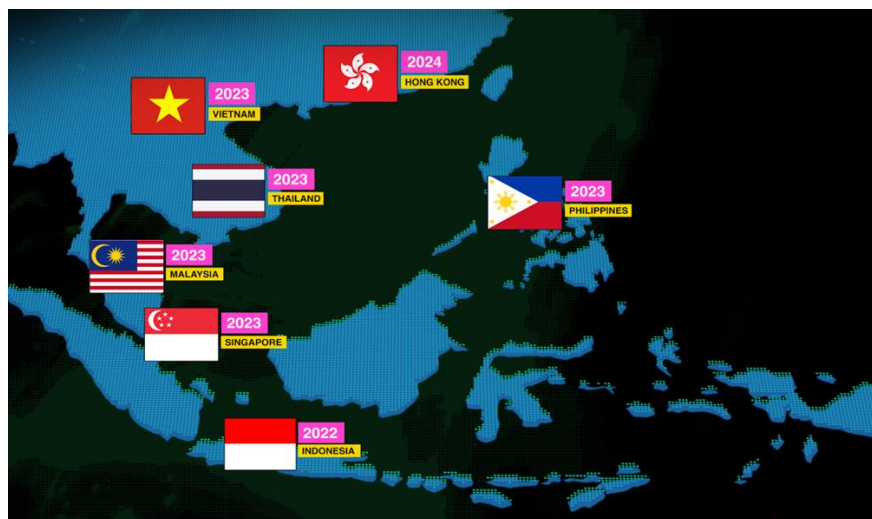 2024
HONG KONG
2023
VIETNAM
2023
THAILAND
2023
PHILIPPINES
2023
MALAYSIA
2023
SINGAPORE
2022
INDONESIA